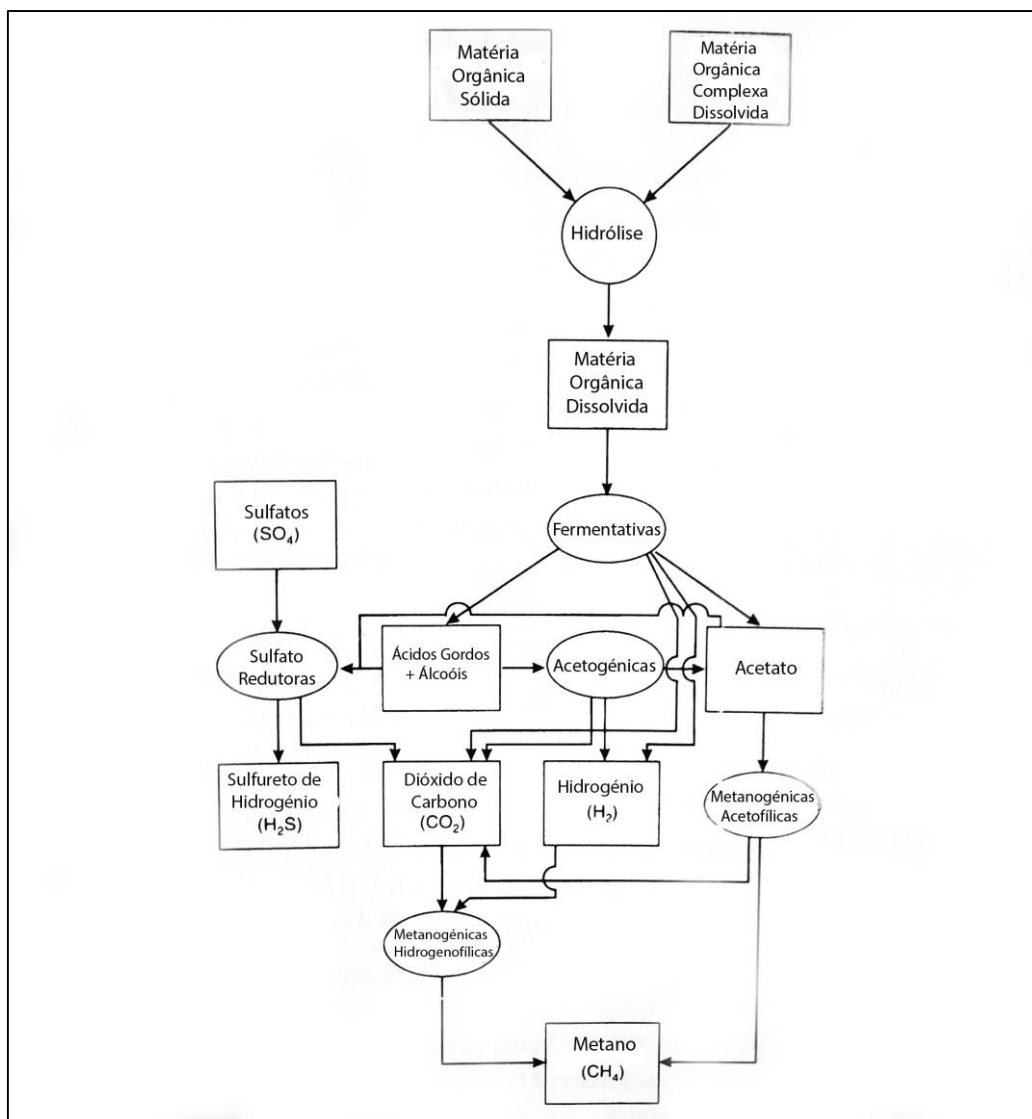 Matéria
Orgânica
Sólida
Matéria
Orgânica
Complexa
Dissolvida
Hidrólise
Matéria
Orgânica
Dissolvida
Fermentativas
Sulfatos
(SO₄)
Sulfato
Redutoras
Ácidos Gordos
+ Álcoóis
Acetogénicas
Acetato
Sulfureto de
Hidrogénio
(H₂S)
Dióxido de
Carbono
(CO₂)
Hidrogénio
(H₂)
Metanogénicas
Acetofílicas
Metanogénicas
Hidrogenofílicas
Metano
(CH₄)